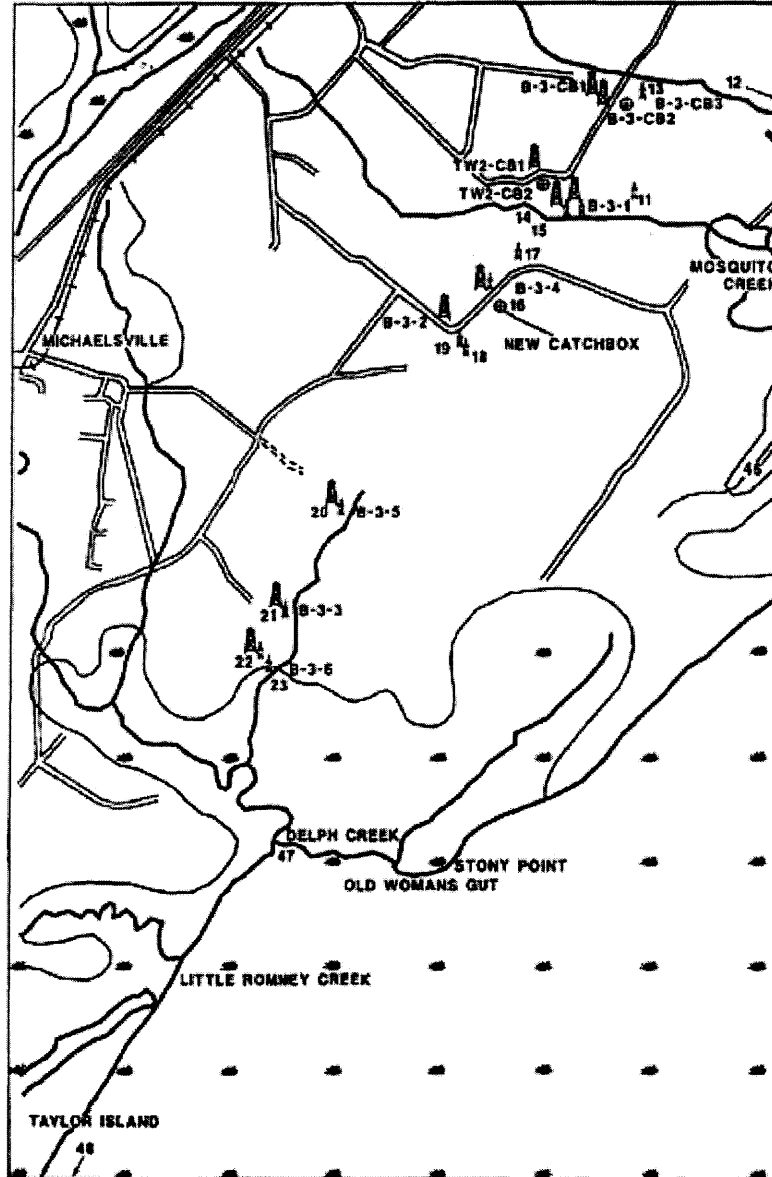 12
B-3-CB1
13
B-3-CB3
B-3-CB2
TW2-CB1
TW2-CB2
11
B-3-1
14
15
17
MOSQUITO
CREEK
B-3-4
B-3-2
16
MICHAELSVILLE
19
18
NEW CATCHBOX
46
20
B-3-5
21
B-3-3
22
B-3-6
23
DELPH CREEK
47
STONY POINT
OLD WOMANS GUT
LITTLE ROMNEY CREEK
TAYLOR ISLAND
48